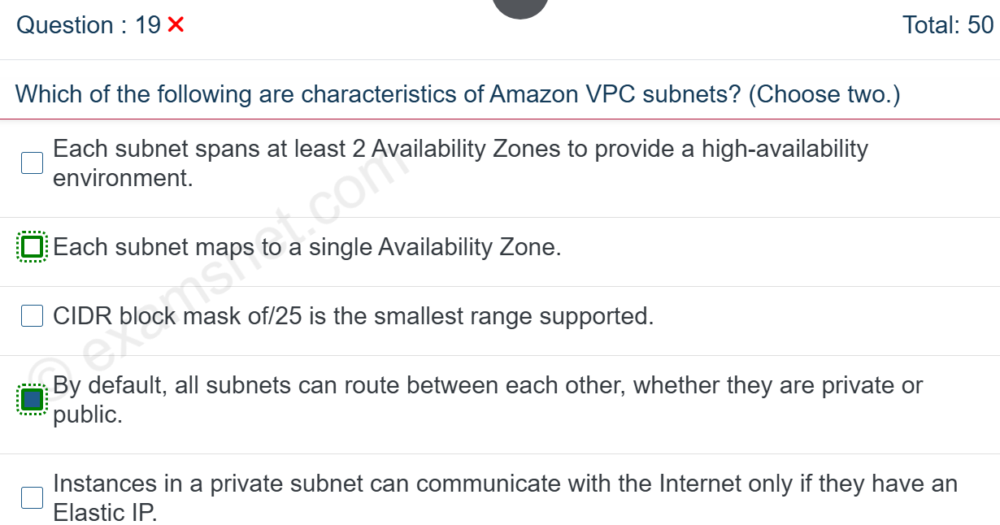 Question : 19 ×
Total: 50
Which of the following are characteristics of Amazon VPC subnets? (Choose two.)
Each subnet spans at least 2 Availability Zones to provide a high-availability
environment.
Each subnet maps to a single Availability Zone.
CIDR block mask of/25 is the smallest range supported.
By default, all subnets can route between each other, whether they are private or
public.
Instances in a private subnet can communicate with the Internet only if they have an
Elastic IP.
© examsnet.com